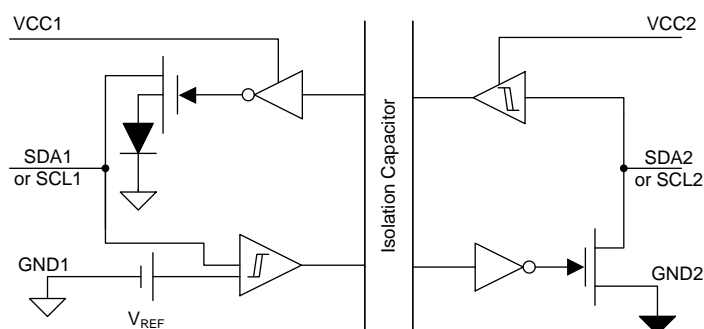 VCC1
VCC2
SDA1
or SCL1
Isolation Capacitor
SDA2
or SCL2
GND1
GND2
VREF